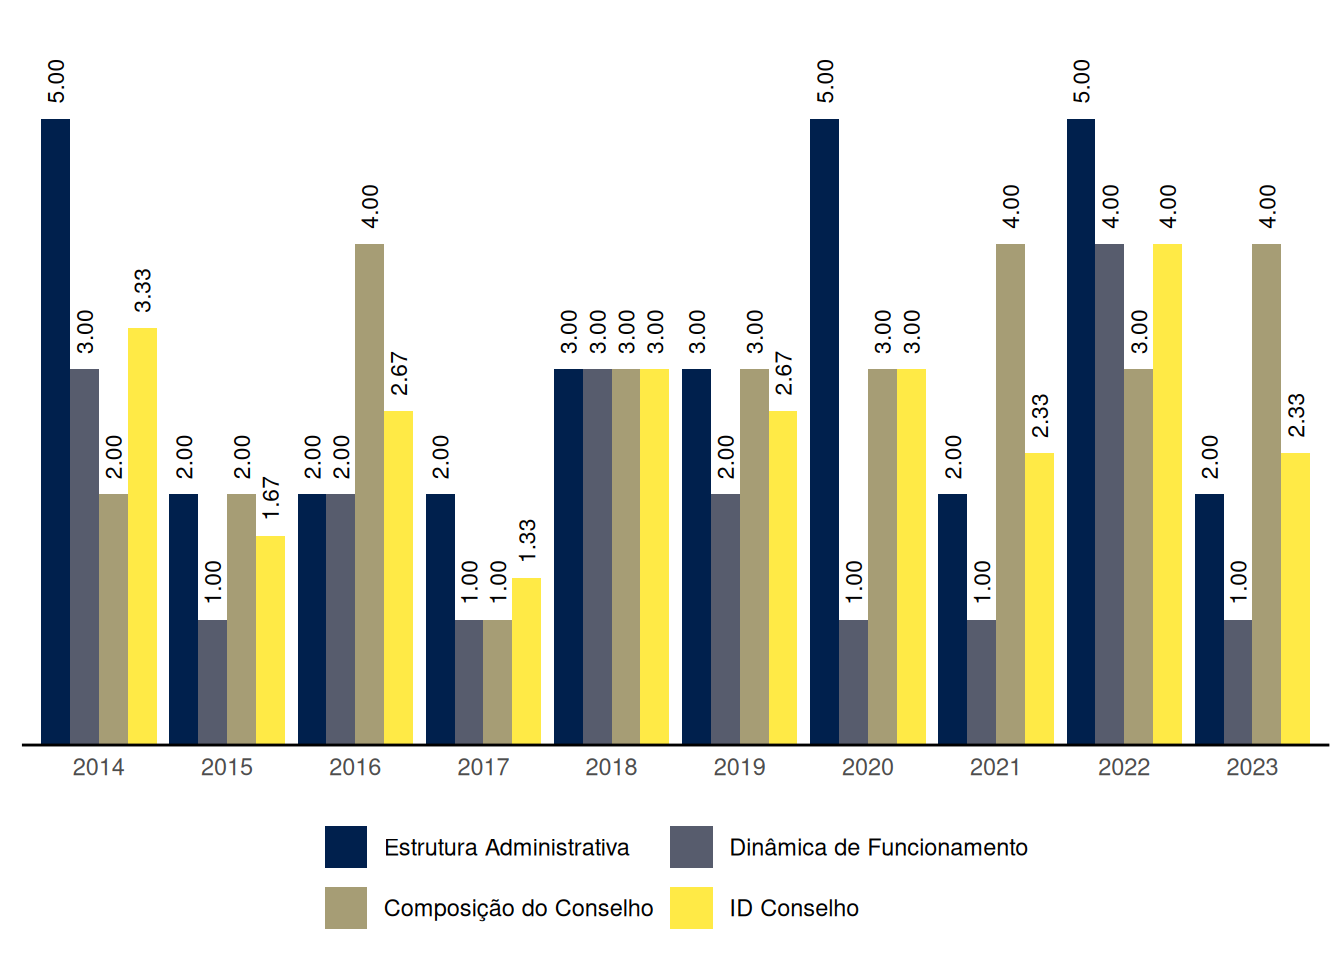 5.00 3.00 2.00 3.33 2.00 1.00 2.00 1.67 2.00 2.00 4.00 2.67 2.00 1.00 1.00 1.33 3.00 3.00 3.00 3.00 3.00 2.00 3.00 2.67 5.00 1.00 3.00 3.00 2.00 1.00 4.00 2.33 5.00 4.00 3.00 4.00 2.00 1.00 4.00 2.33
2014 2015 2016 2017 2018 2019 2020 2021 2022 2023
Estrutura Administrativa Dinâmica de Funcionamento
Composição do Conselho ID Conselho